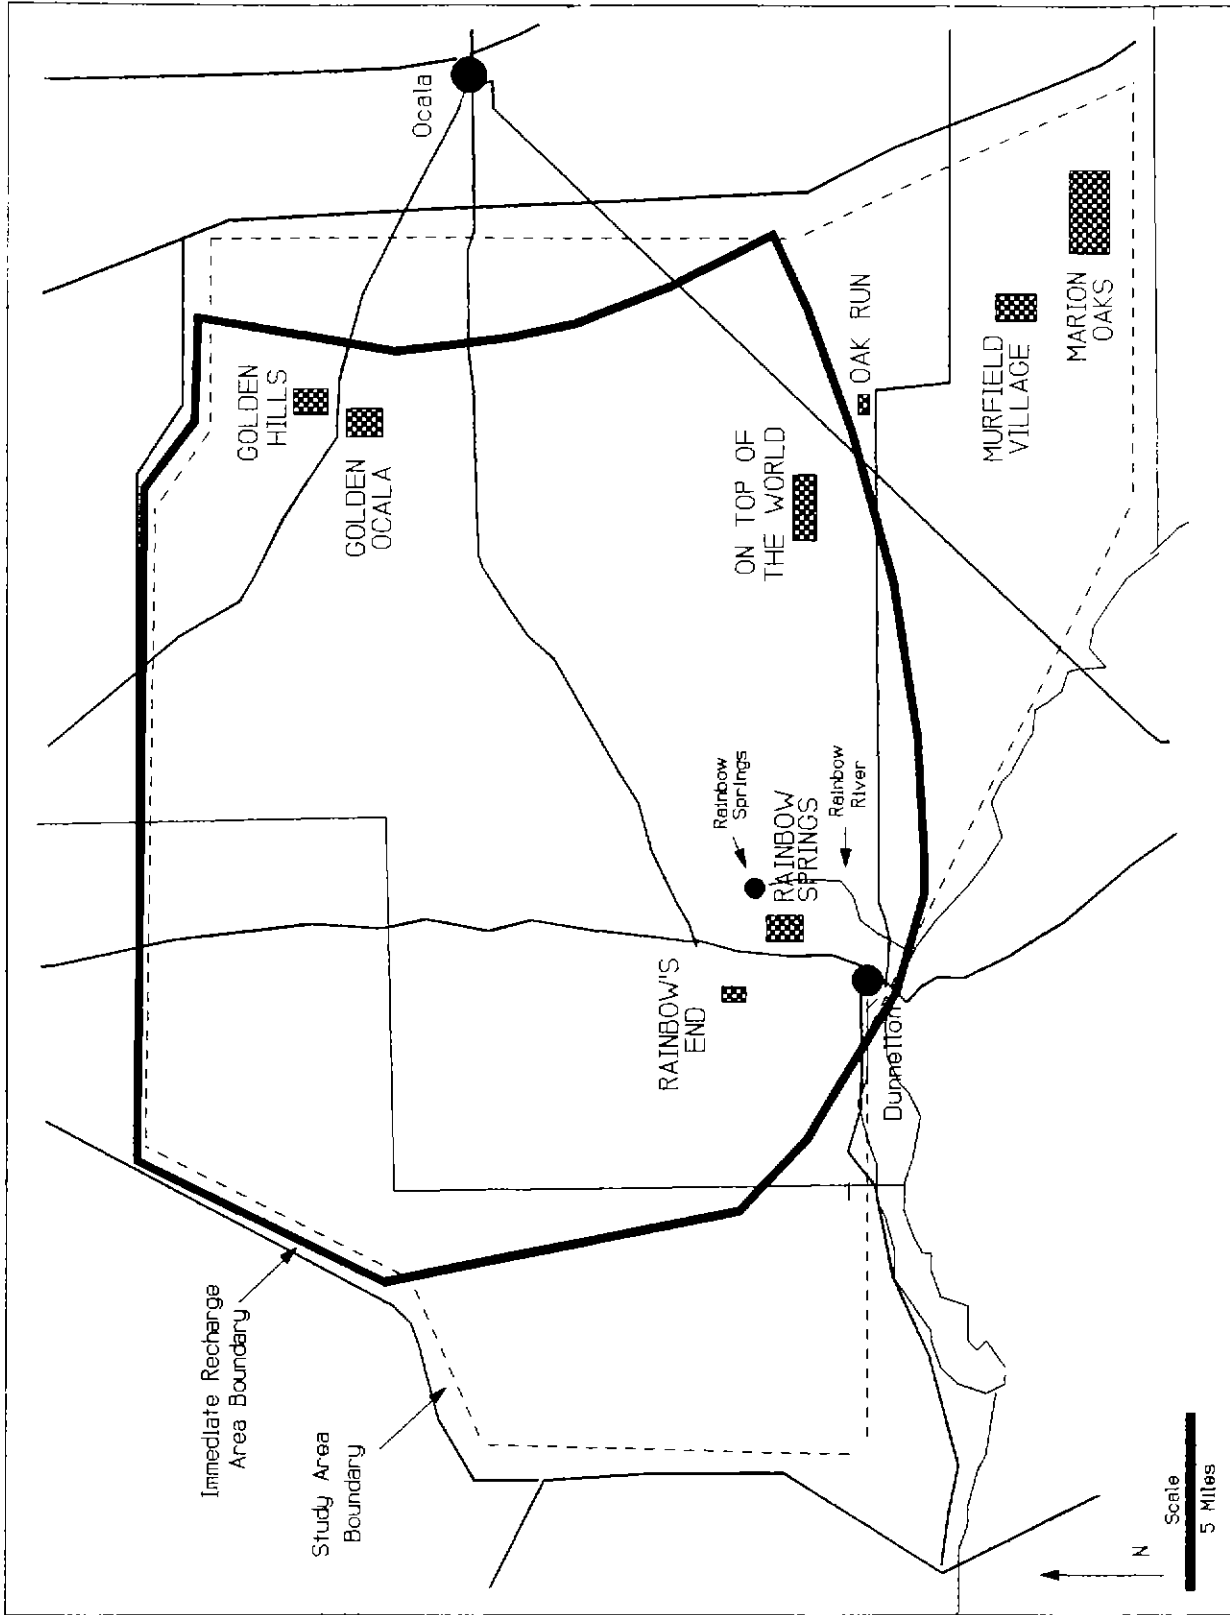 Ocala
GOLDEN
HILLS
GOLDEN
OCALA
ON TOP OF
THE WORLD
OAK RUN
MURFIELD
VILLAGE
MARION
OAKS
Rainbow
Springs
RAINBOW
SPRINGS
Rainbow
River
RAINBOW'S
END
Dunnellon
Immediate Recharge
Area Boundary
Study Area
Boundary
N
Scale
5 Miles